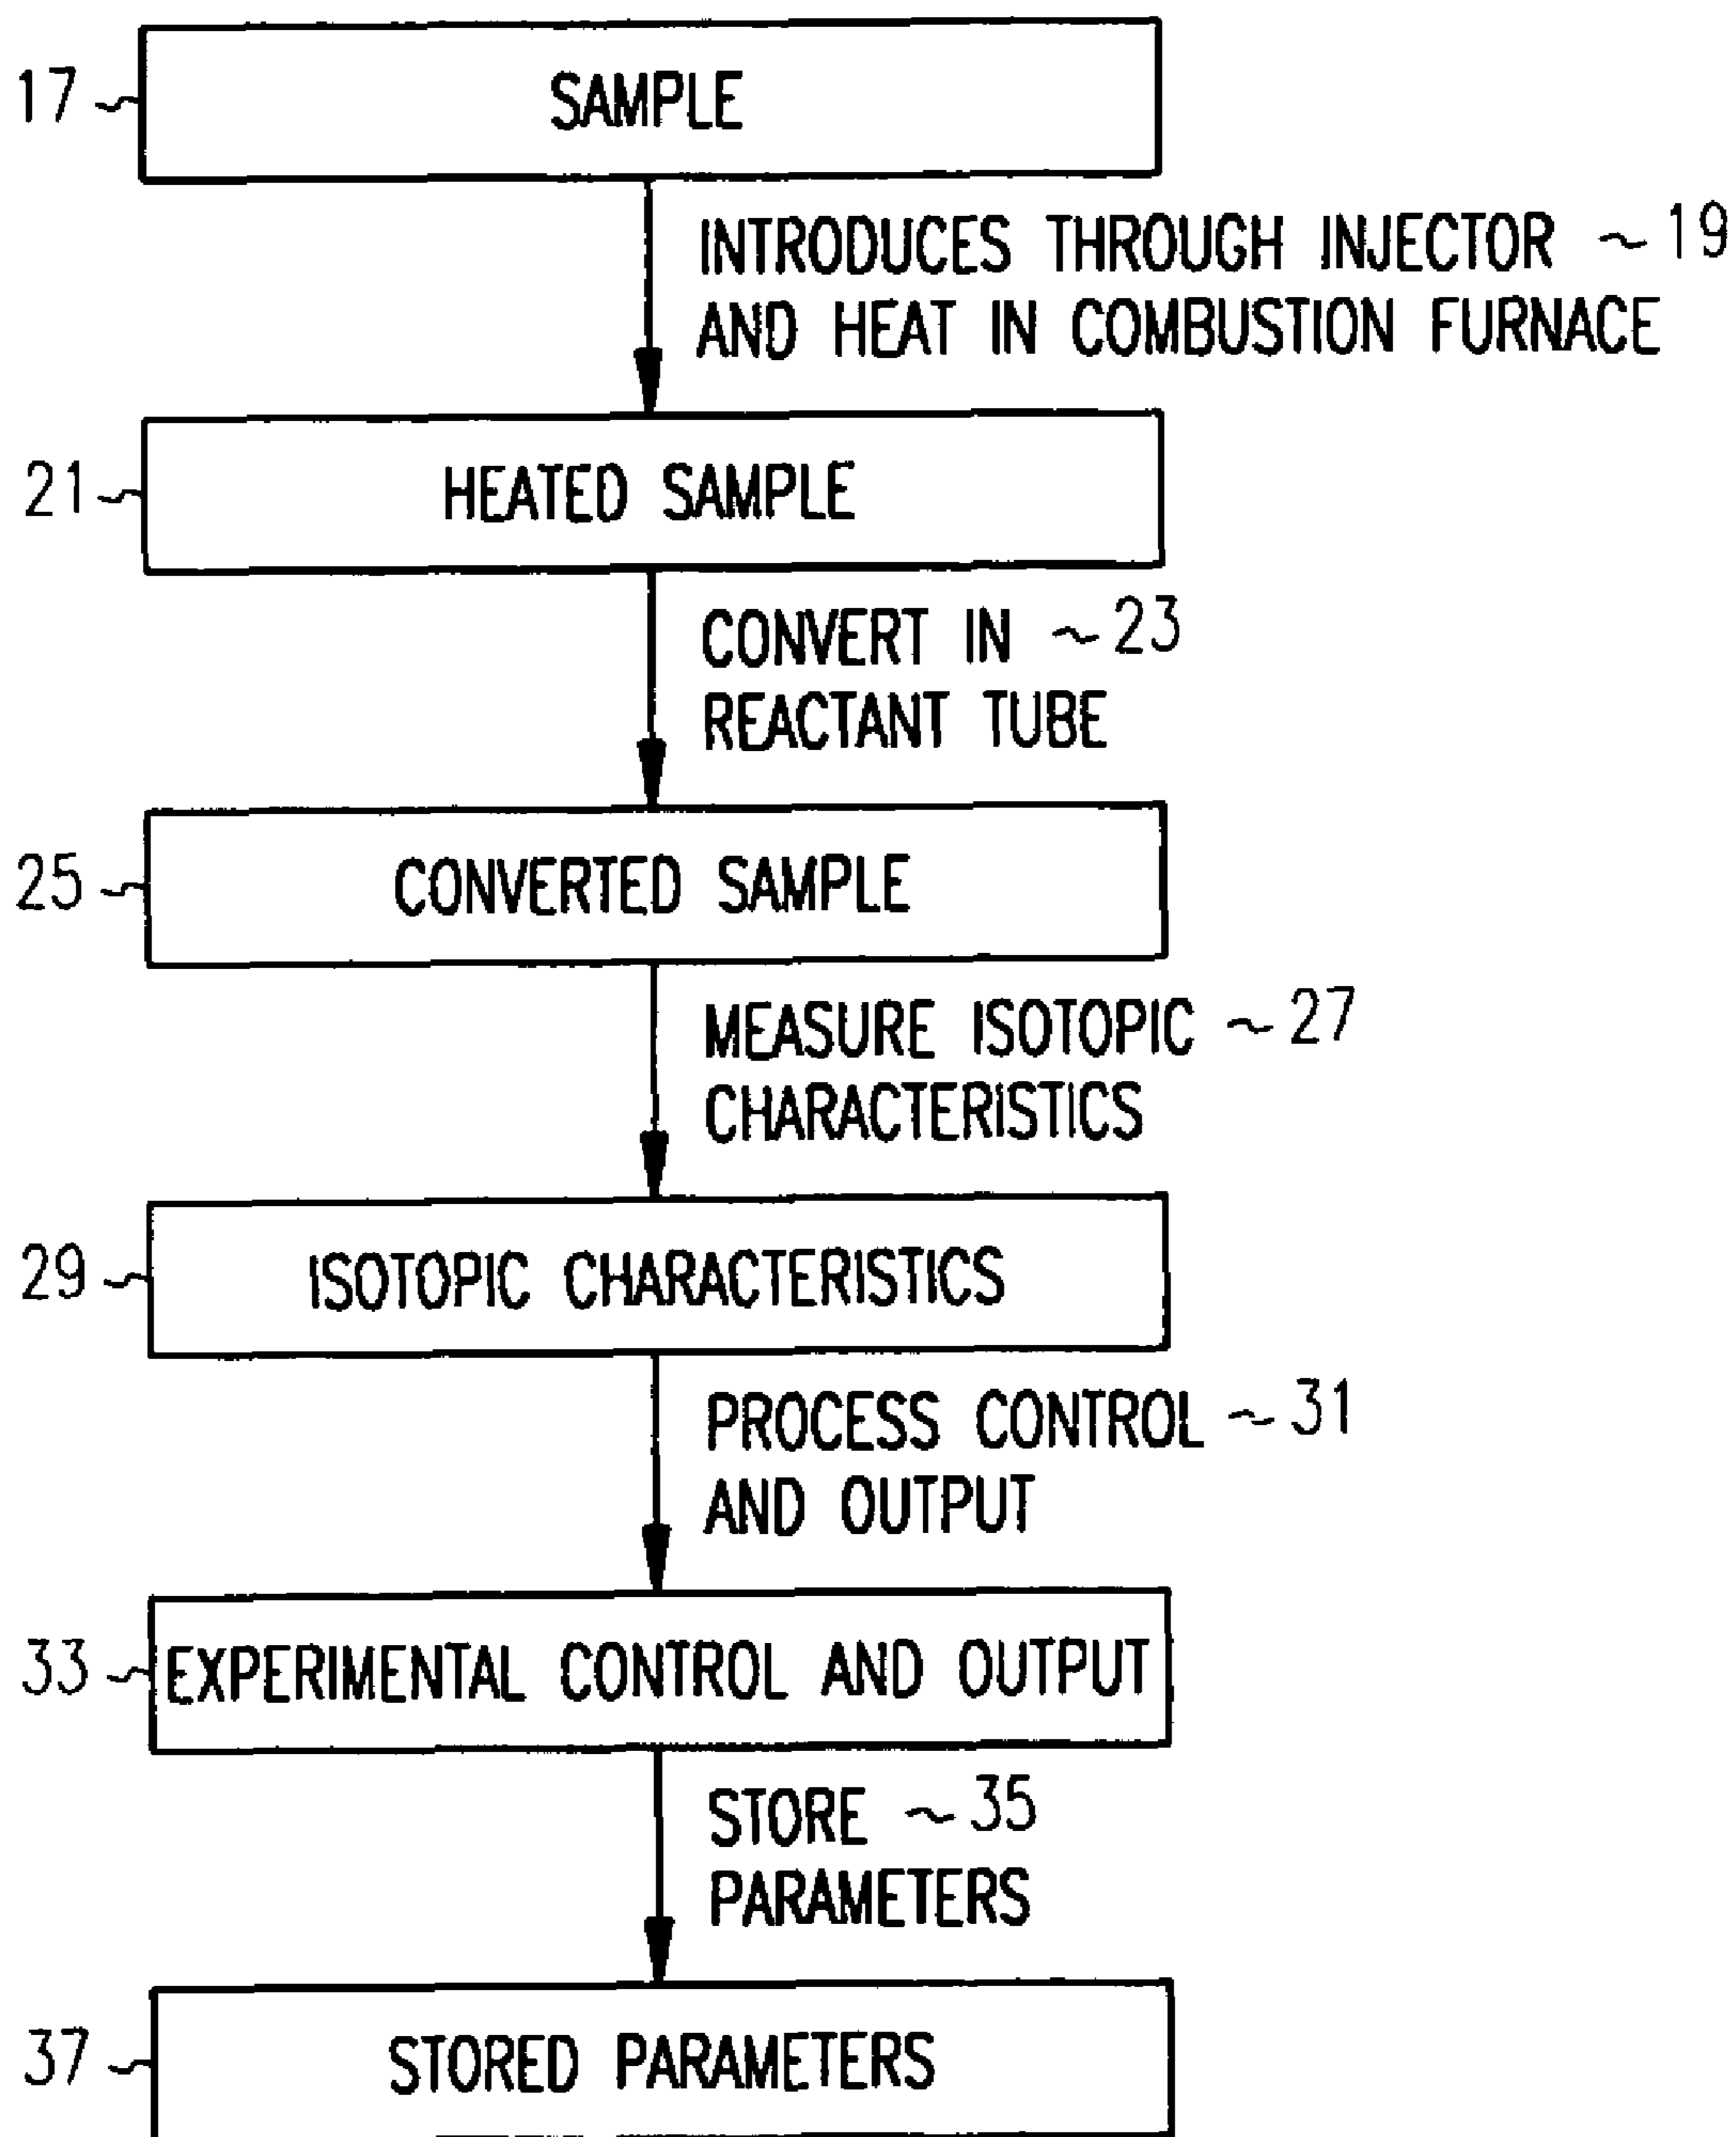 17 SAMPLE
INTRODUCES THROUGH INJECTOR ~19
AND HEAT IN COMBUSTION FURNACE
21 HEATED SAMPLE
CONVERT IN ~23
REACTANT TUBE
25 CONVERTED SAMPLE
MEASURE ISOTOPIC ~27
CHARACTERISTICS
29 ISOTOPIC CHARACTERISTICS
PROCESS CONTROL ~31
AND OUTPUT
33 EXPERIMENTAL CONTROL AND OUTPUT
STORE ~35
PARAMETERS
37 STORED PARAMETERS